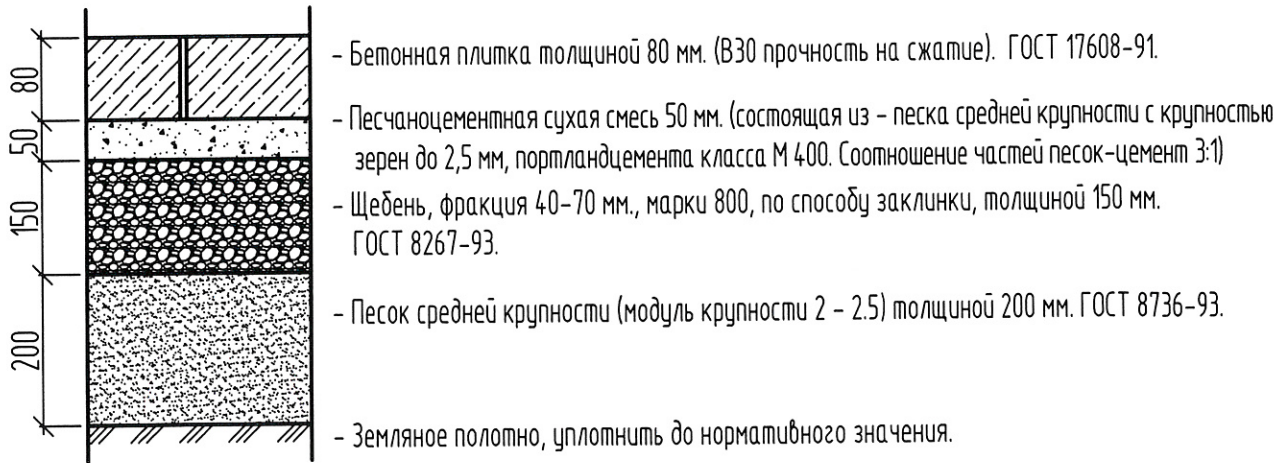 80
– Бетонная плитка толщиной 80 мм. (В30 прочность на сжатие). ГОСТ 17608-91.
50
– Песчаноцементная сухая смесь 50 мм. (состоящая из – песка средней крупности с крупностью
зерен до 2,5 мм, портландцемента класса М 400. Соотношение частей песок-цемент 3:1)
150
– Щебень, фракция 40-70 мм., марки 800, по способу заклинки, толщиной 150 мм.
ГОСТ 8267-93.
200
– Песок средней крупности (модуль крупности 2 – 2.5) толщиной 200 мм. ГОСТ 8736-93.
– Земляное полотно, уплотнить до нормативного значения.